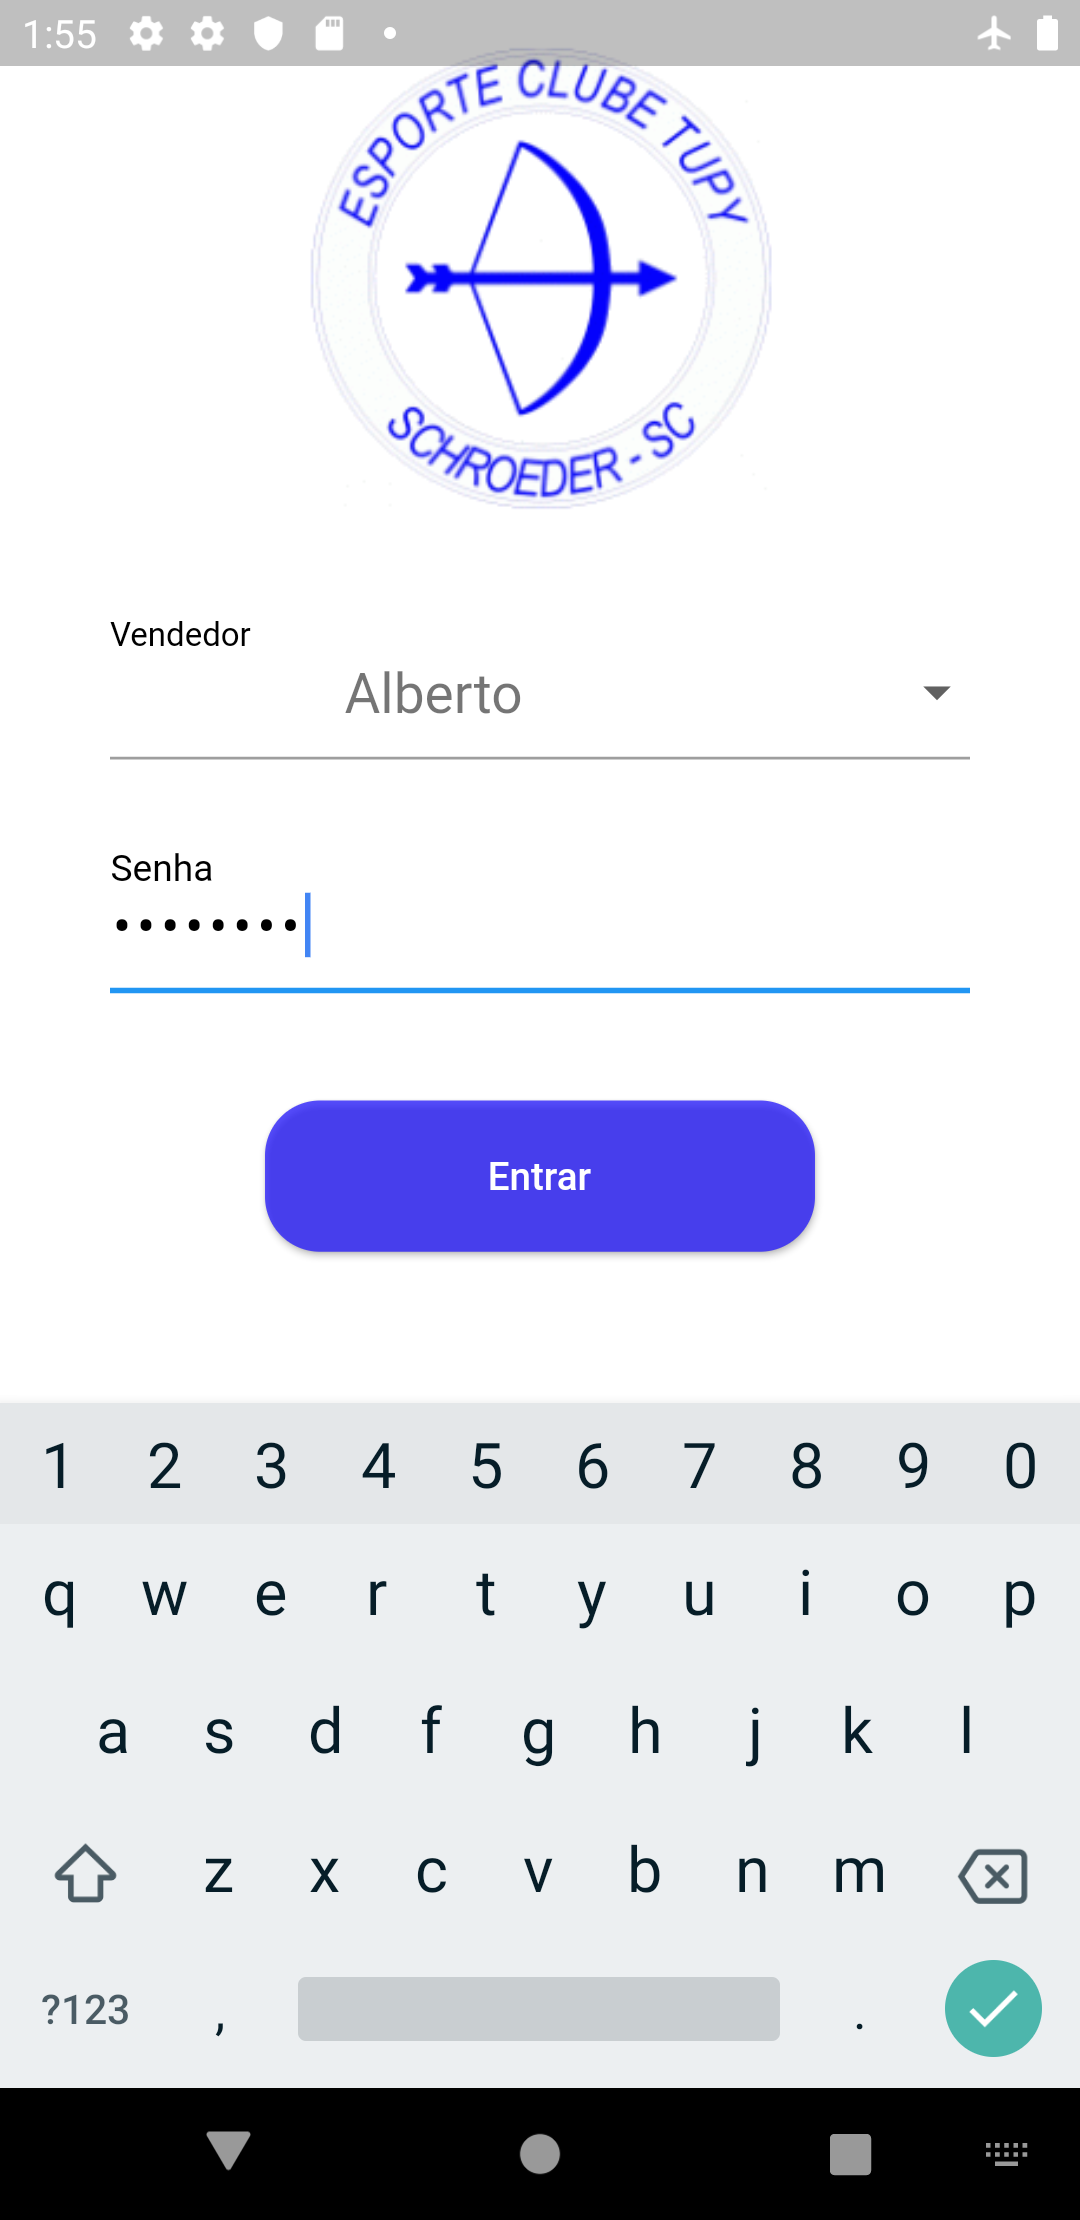 1:55
ESPORTE CLUBE TUPY
SCHROEDER - SC
Vendedor
Alberto
Senha
••••••••
Entrar
1 2 3 4 5 6 7 8 9 0
q w e r t y u i o p
a s d f g h j k l
z x c v b n m
?123 , .